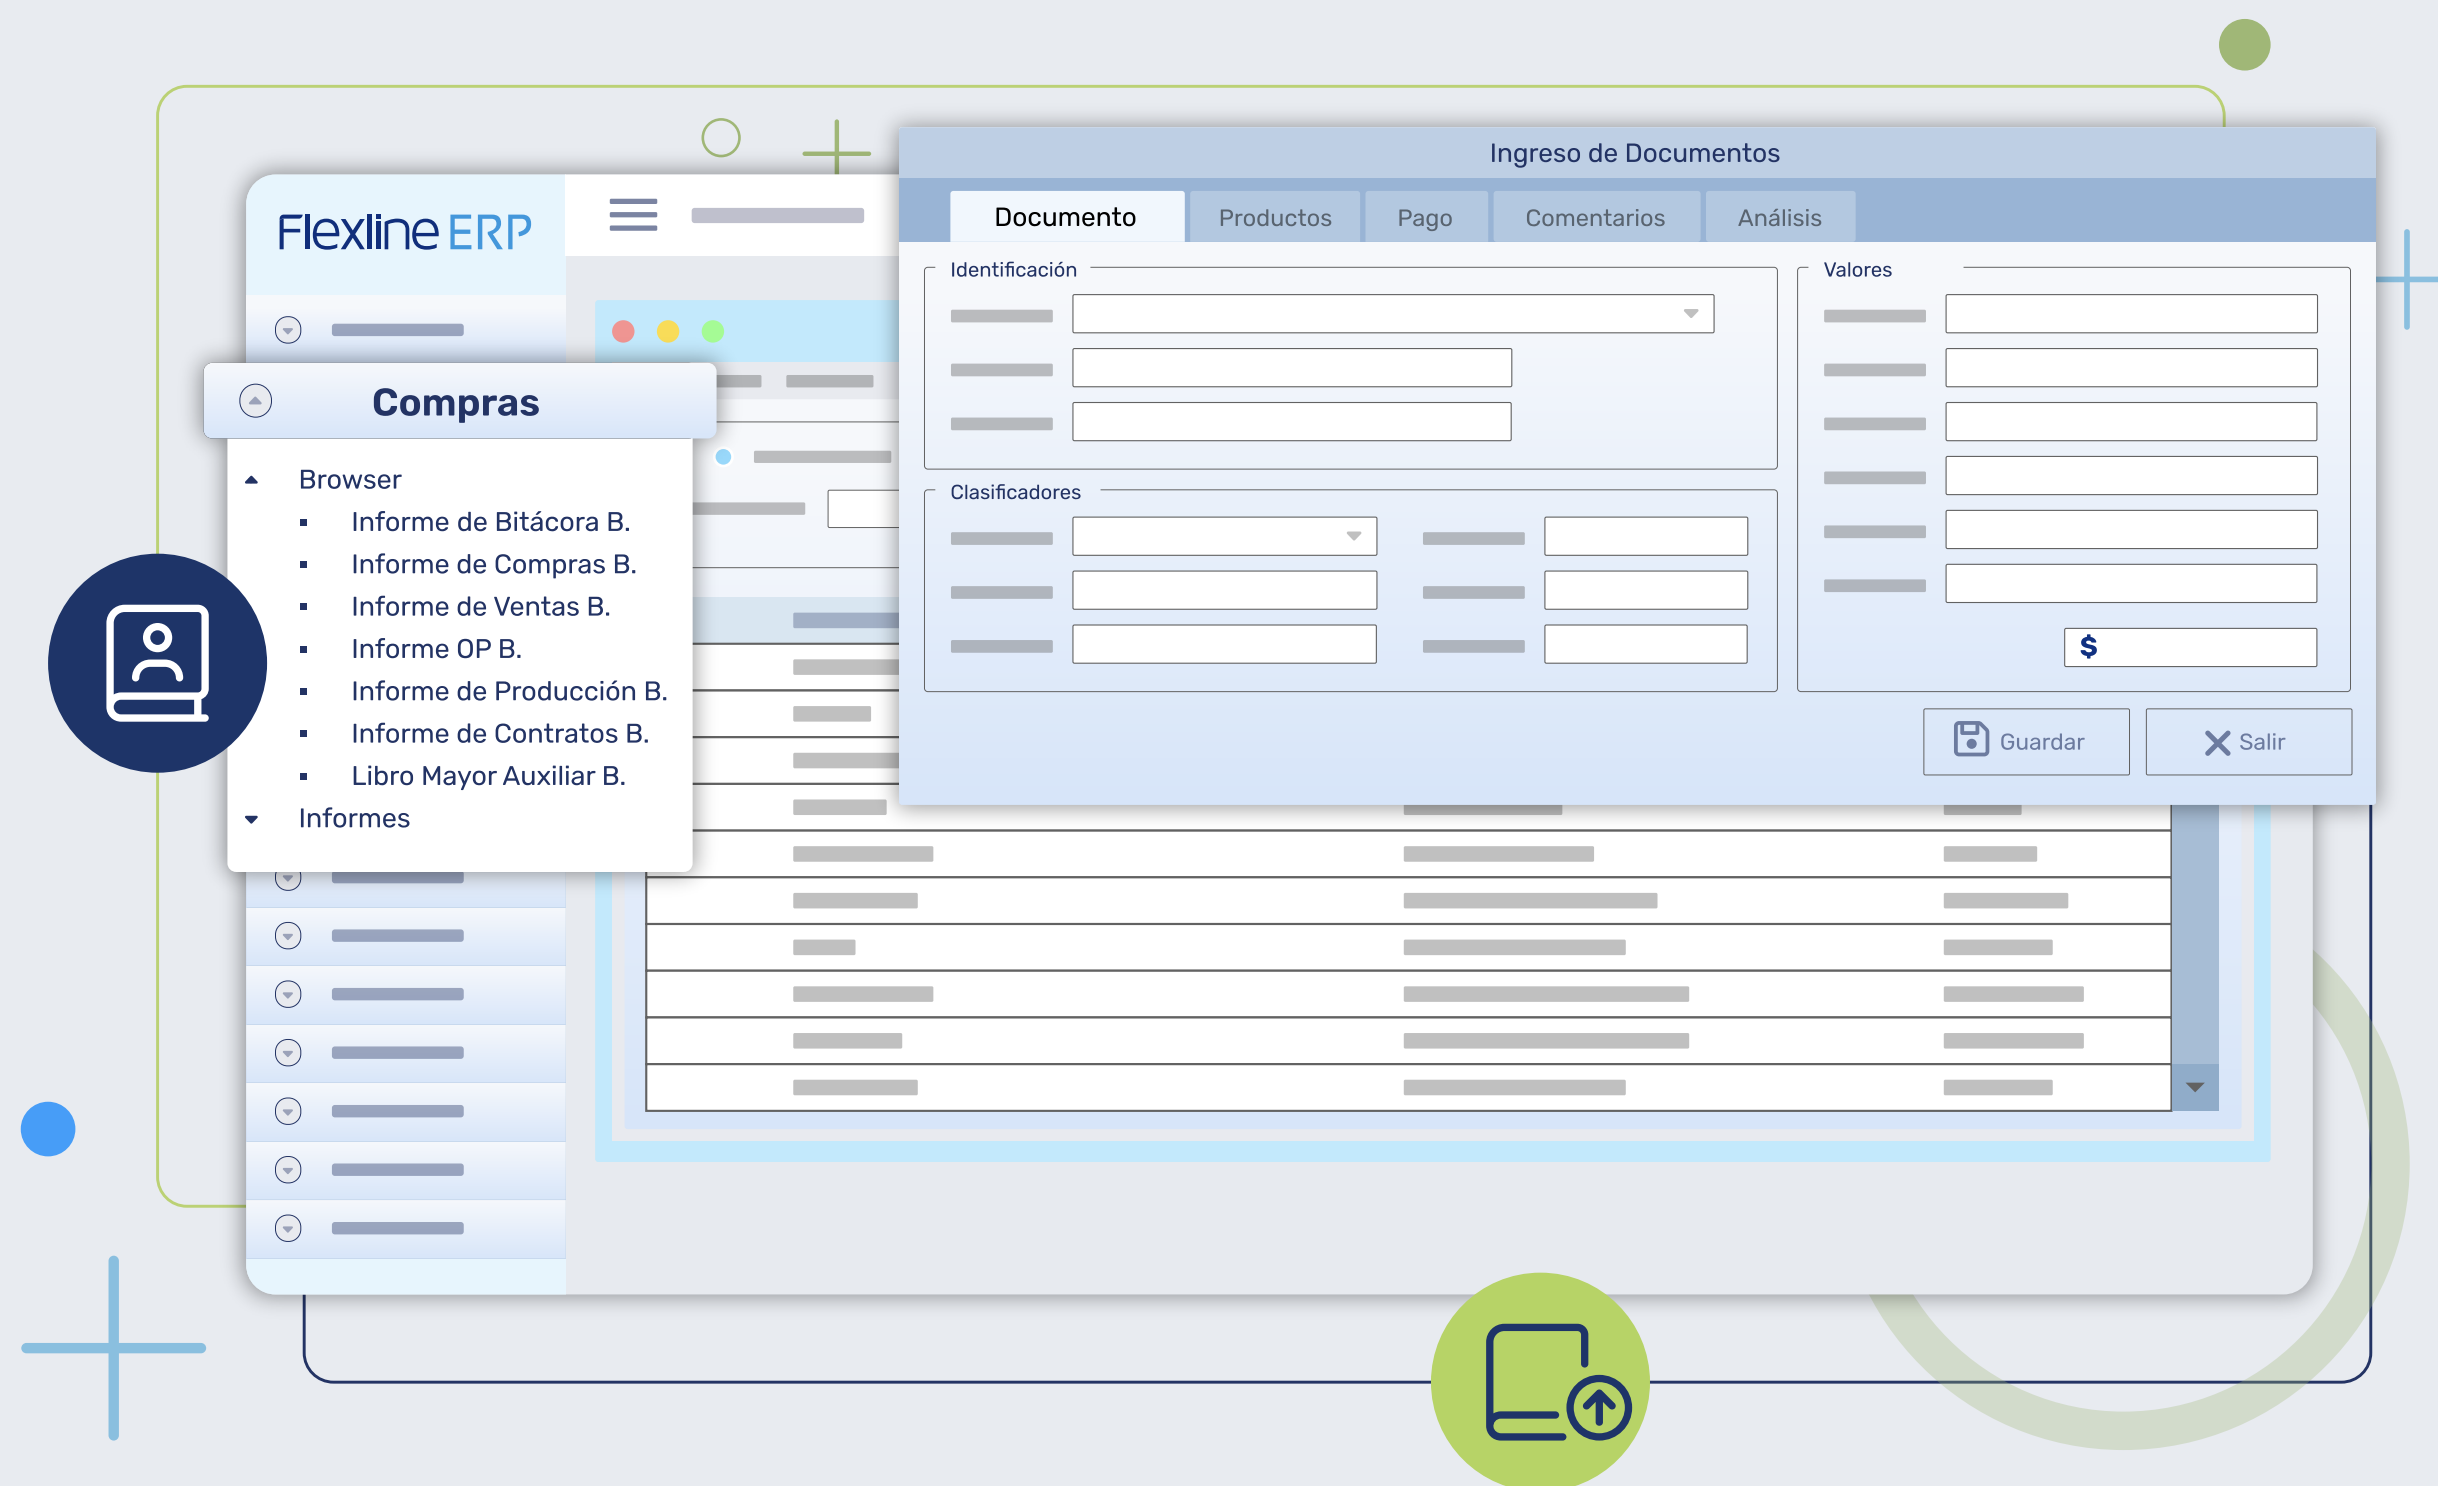 Flexline ERP
Compras
Browser
Informe de Bitácora B.
Informe de Compras B.
Informe de Ventas B.
Informe OP B.
Informe de Producción B.
Informe de Contratos B.
Libro Mayor Auxiliar B.
Informes
Ingreso de Documentos
Documento Productos Pago Comentarios Análisis
Identificación
Valores
Clasificadores
$
Guardar
Salir